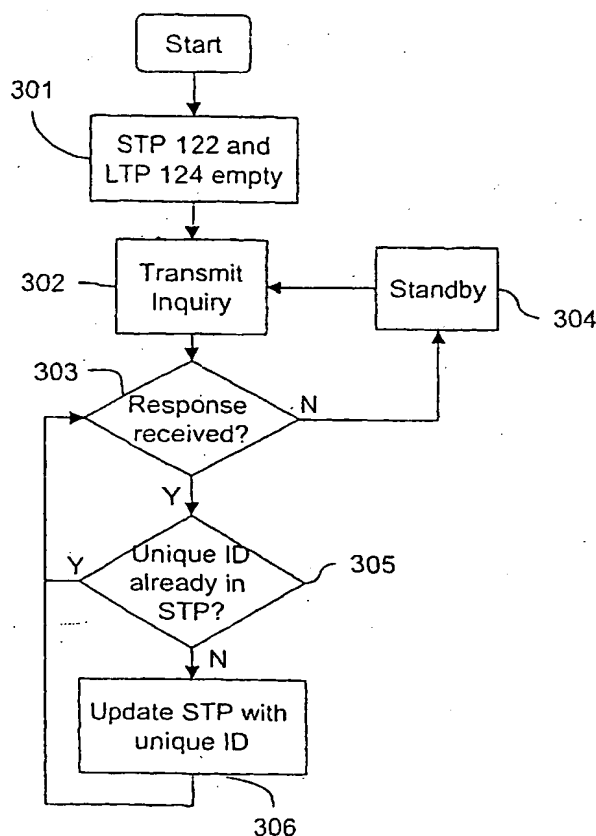 Start
301
STP 122 and
LTP 124 empty
302
Transmit
Inquiry
Standby
304
303
Response
received?
N
Y
Unique ID
already in
STP?
Y
305
N
Update STP with
unique ID
306